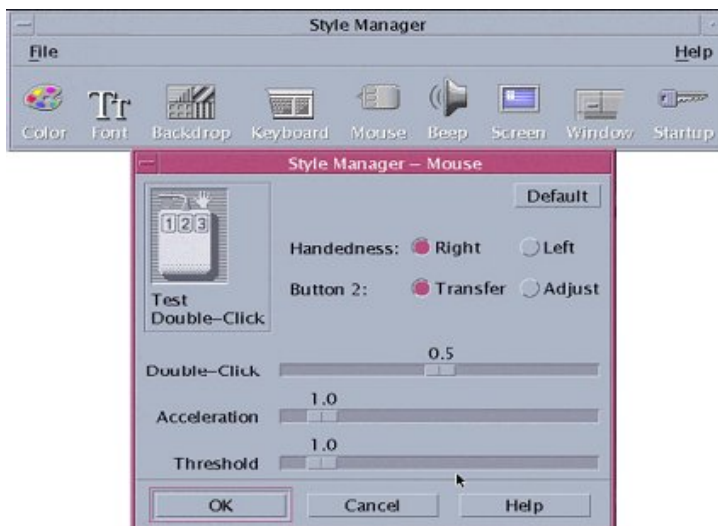 Style Manager
File Help
Color Font Backdrop Keyboard Mouse Beep Screen Window Startup
Style Manager – Mouse
Default
123
Handedness: Right Left
Button 2: Transfer Adjust
Test
Double–Click
0.5
Double–Click
1.0
Acceleration
1.0
Threshold
OK Cancel Help